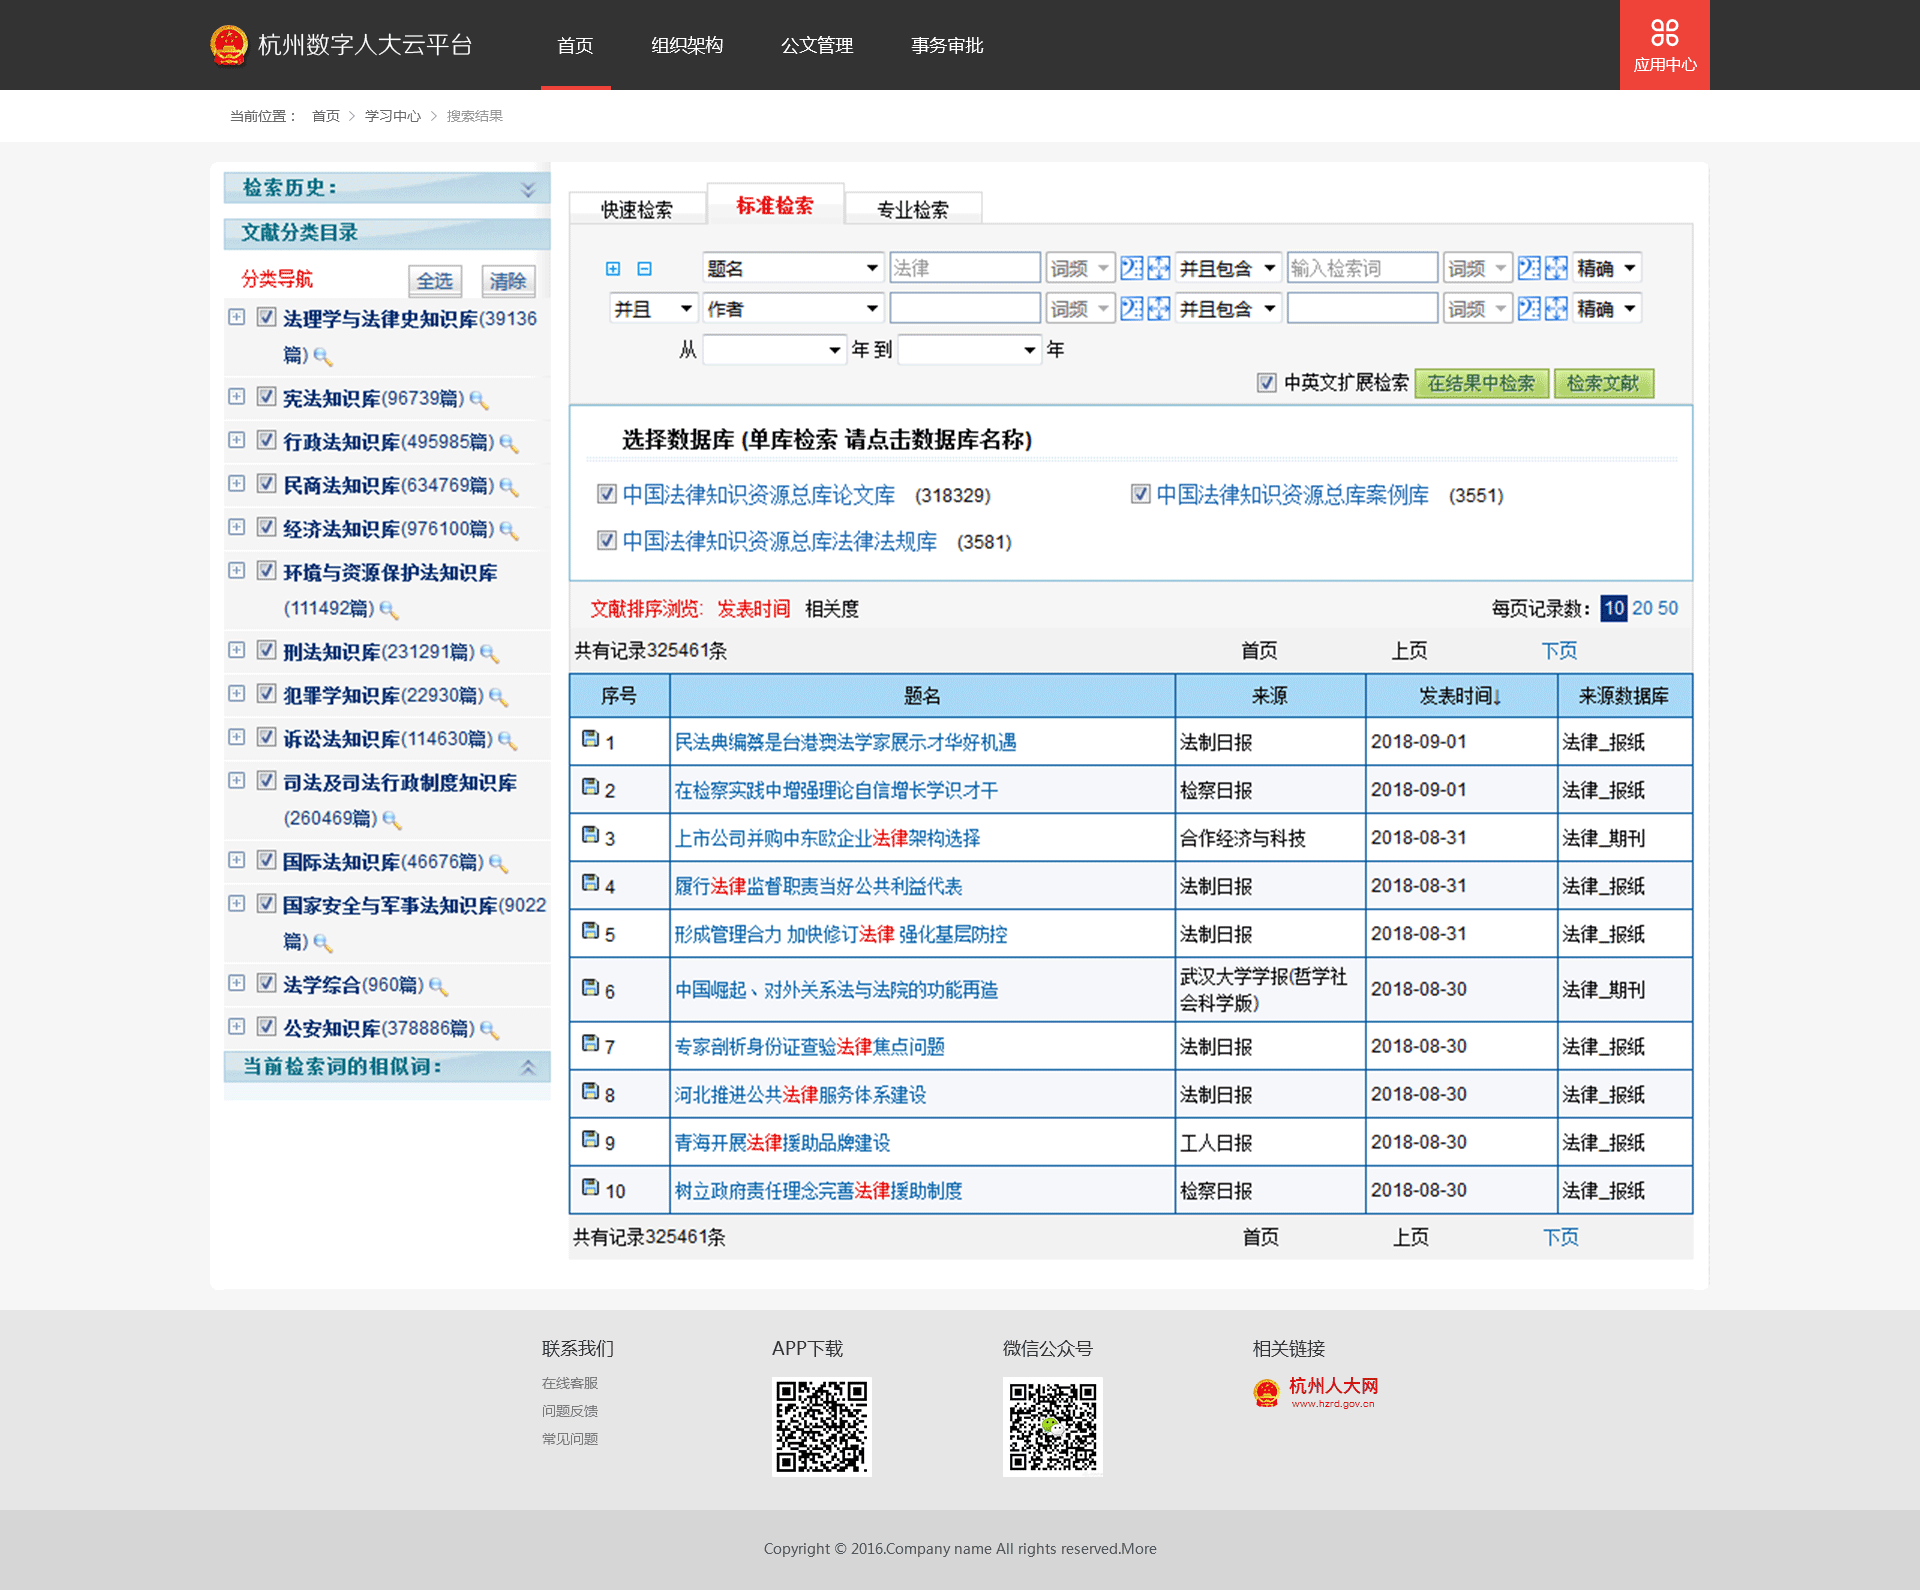 杭州数字人大云平台 首页 组织架构 公文管理 事务审批 应用中心
当前位置： 首页 > 学习中心 > 搜索结果
检索历史：
文献分类目录
分类导航 全选 清除
法理学与法律史知识库(39136
篇)
宪法知识库(96739篇)
行政法知识库(495985篇)
民商法知识库(634769篇)
经济法知识库(976100篇)
环境与资源保护法知识库
(111492篇)
刑法知识库(231291篇)
犯罪学知识库(22930篇)
诉讼法知识库(114630篇)
司法及司法行政制度知识库
(260469篇)
国际法知识库(46676篇)
国家安全与军事法知识库(9022
篇)
法学综合(960篇)
公安知识库(378886篇)
当前检索词的相似词：
快速检索 标准检索 专业检索
题名 法律 词频 并且包含 输入检索词 词频 精确
并且 作者 词频 并且包含 词频 精确
从 年 到 年
中英文扩展检索 在结果中检索 检索文献
选择数据库 (单库检索 请点击数据库名称)
中国法律知识资源总库论文库 (318329) 中国法律知识资源总库案例库 (3551)
中国法律知识资源总库法律法规库 (3581)
文献排序浏览: 发表时间 相关度 每页记录数： 10 20 50
共有记录325461条 首页 上页 下页
序号 题名 来源 发表时间↓ 来源数据库
1 民法典编纂是台港澳法学家展示才华好机遇 法制日报 2018-09-01 法律_报纸
2 在检察实践中增强理论自信增长学识才干 检察日报 2018-09-01 法律_报纸
3 上市公司并购中东欧企业法律架构选择 合作经济与科技 2018-08-31 法律_期刊
4 履行法律监督职责当好公共利益代表 法制日报 2018-08-31 法律_报纸
5 形成管理合力 加快修订法律 强化基层防控 法制日报 2018-08-31 法律_报纸
6 中国崛起、对外关系法与法院的功能再造 武汉大学学报(哲学社
会科学版) 2018-08-30 法律_期刊
7 专家剖析身份证查验法律焦点问题 法制日报 2018-08-30 法律_报纸
8 河北推进公共法律服务体系建设 法制日报 2018-08-30 法律_报纸
9 青海开展法律援助品牌建设 工人日报 2018-08-30 法律_报纸
10 树立政府责任理念完善法律援助制度 检察日报 2018-08-30 法律_报纸
共有记录325461条 首页 上页 下页
联系我们 APP下载 微信公众号 相关链接
在线客服
问题反馈
常见问题
杭州人大网
www.hzrd.gov.cn
Copyright © 2016.Company name All rights reserved.More